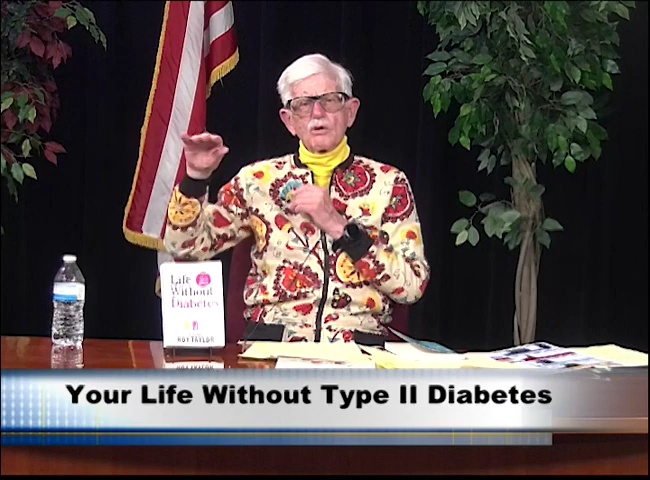 Life
Without
Diabetes
ROY TAYLOR
Your Life Without Type II Diabetes